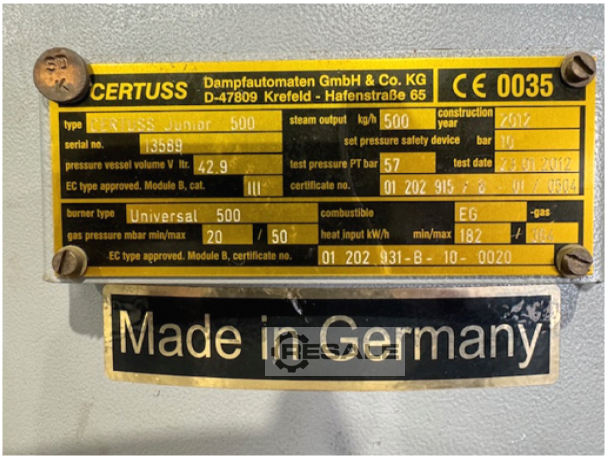 CERTUSS Dampfautomaten GmbH & Co. KG
D-47809 Krefeld - Hafenstraße 65
CE 0035
type CERTUSS Junior 500
steam output kg/h 500
construction year 2012
serial no. 13589
set pressure safety device bar 10
pressure vessel volume V ltr. 42.9
test pressure PT bar 57
test date 23.01.2012
EC type approved. Module B, cat. III
certificate no. 01 202 915 / B - 01 /
burner type Universal 500
combustible EG -gas
gas pressure mbar min/max 20 / 50
heat input kW/h min/max 182 /
EC type approved. Module B, certificate no. 01 202 931-B-10-0020
Made in Germany
RESALE